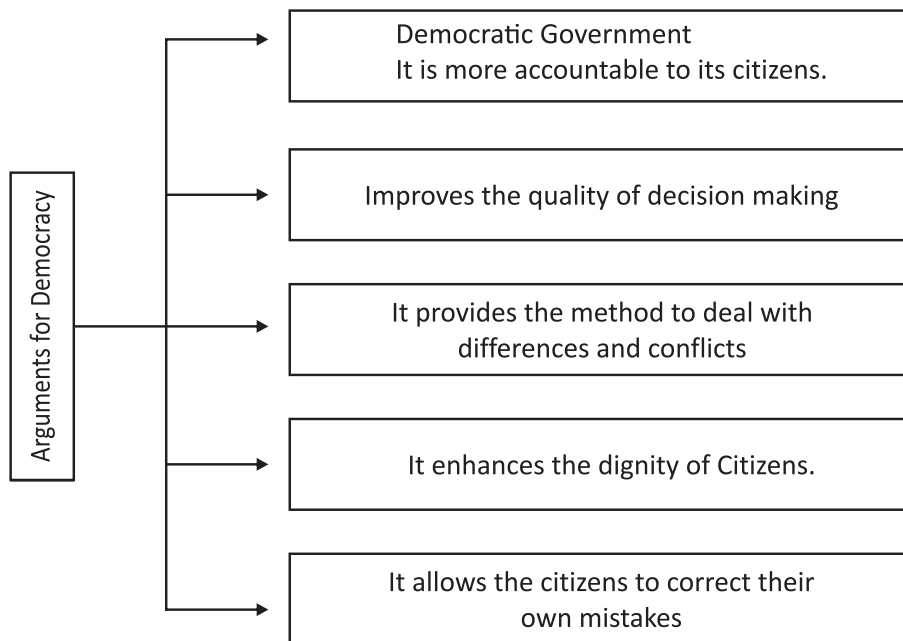 Arguments for Democracy
Democratic Government
It is more accountable to its citizens.
Improves the quality of decision making
It provides the method to deal with
differences and conflicts
It enhances the dignity of Citizens.
It allows the citizens to correct their
own mistakes